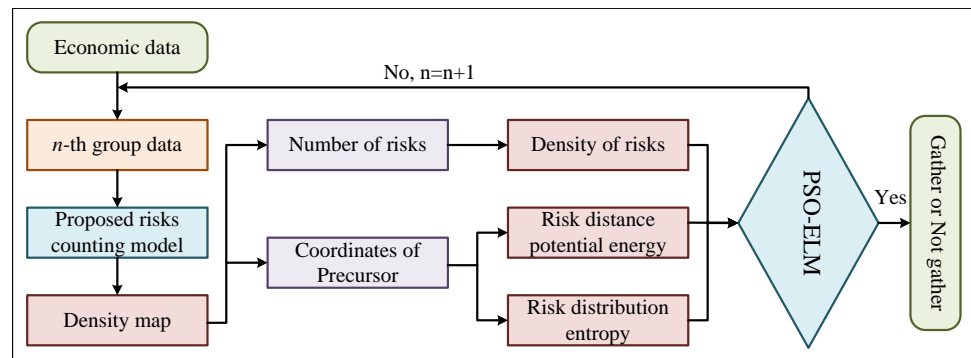 Economic data
No, n=n+1
n-th group data
Number of risks
Density of risks
Proposed risks
counting model
Coordinates of
Precursor
Risk distance
potential energy
Density map
Risk distribution
entropy
PSO-ELM
Yes
Gather or Not gather